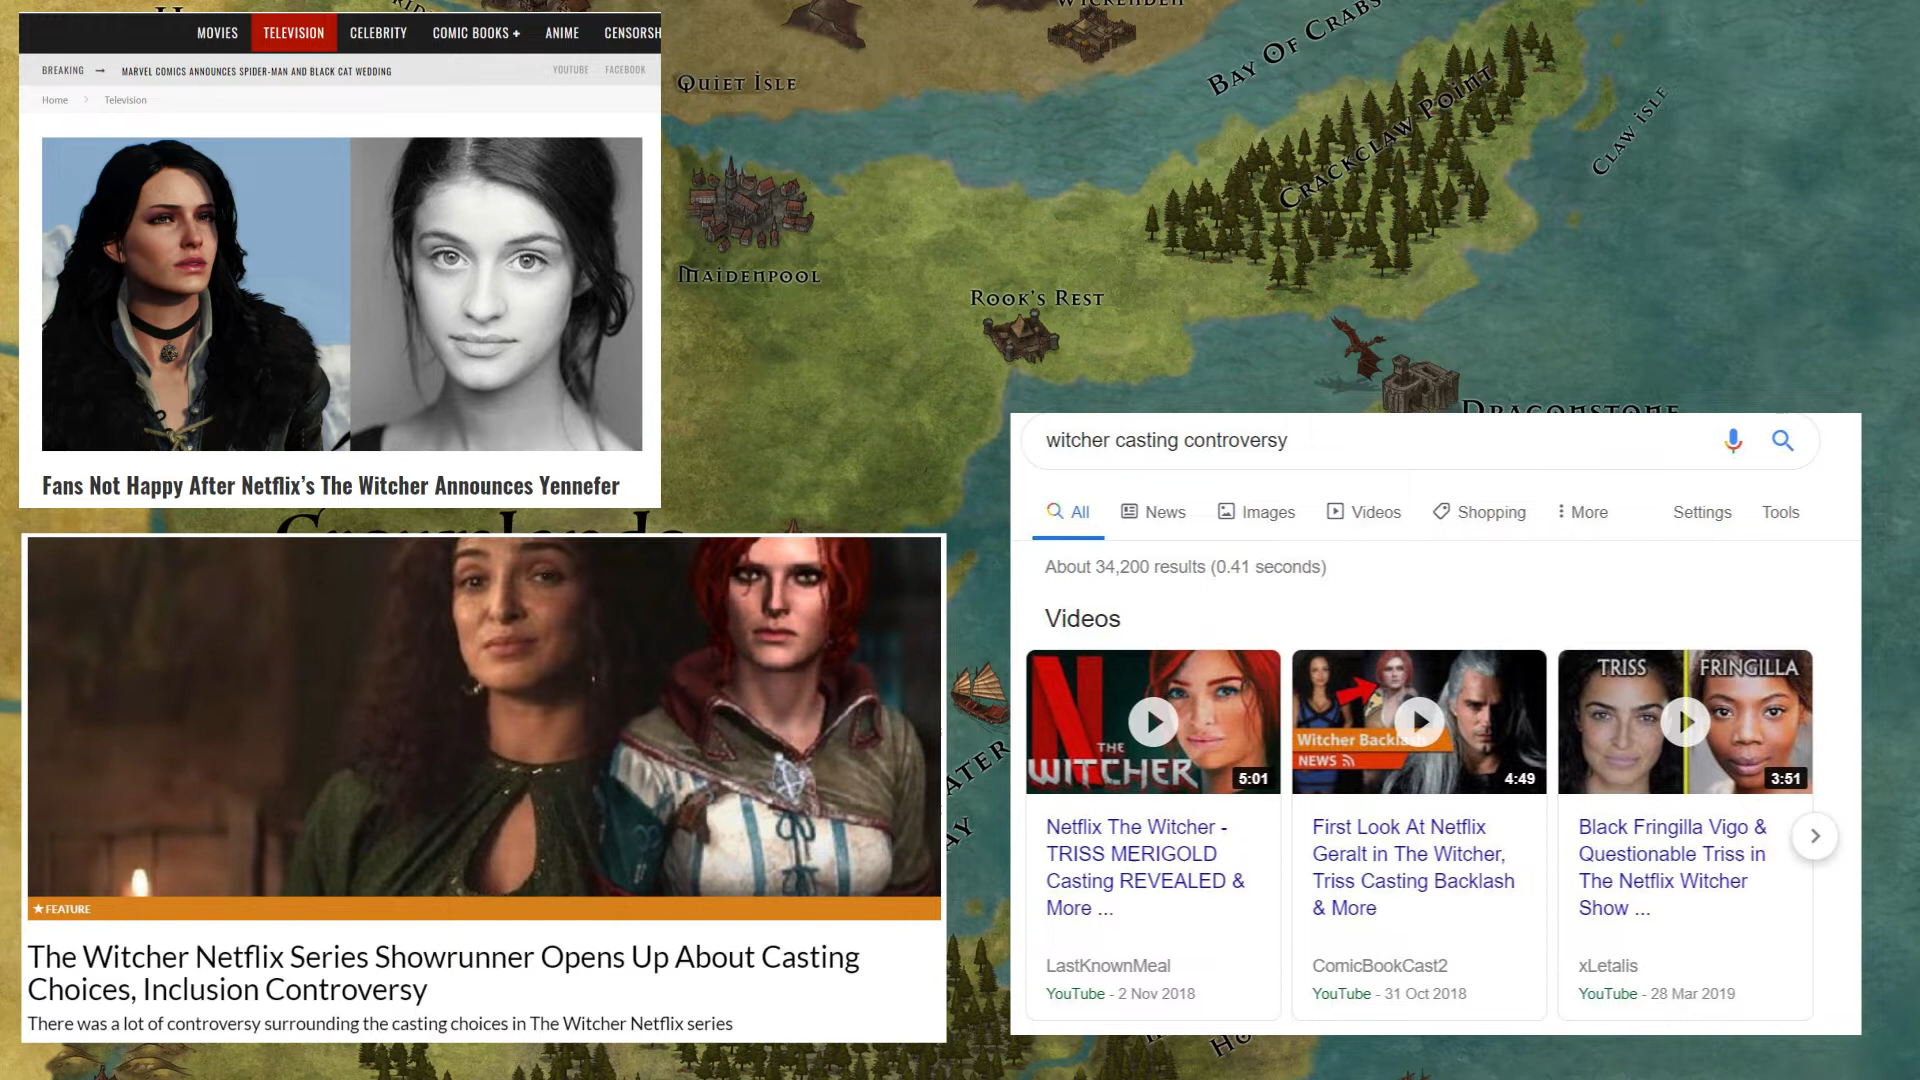 MOVIES TELEVISION CELEBRITY COMIC BOOKS + ANIME CENSORSH
BREAKING → MARVEL COMICS ANNOUNCES SPIDER-MAN AND BLACK CAT WEDDING YOUTUBE FACEBOOK
Home > Television
Fans Not Happy After Netflix's The Witcher Announces Yennefer
QUIET ISLE
BAY OF CRABS
CRACKCLAW POINT
CLAW ISLE
MAIDENPOOL
ROOK'S REST
DRAGONSTONE
★ FEATURE
The Witcher Netflix Series Showrunner Opens Up About Casting
Choices, Inclusion Controversy
There was a lot of controversy surrounding the casting choices in The Witcher Netflix series
witcher casting controversy
All News Images Videos Shopping More Settings Tools
About 34,200 results (0.41 seconds)
Videos
N THE WITCHER 5:01
Witcher Backlash
NEWS 4:49
TRISS FRINGILLA
3:51
Netflix The Witcher -
TRISS MERIGOLD
Casting REVEALED &
More ...
LastKnownMeal
YouTube - 2 Nov 2018
First Look At Netflix
Geralt in The Witcher,
Triss Casting Backlash
& More
ComicBookCast2
YouTube - 31 Oct 2018
Black Fringilla Vigo &
Questionable Triss in
The Netflix Witcher
Show ...
xLetalis
YouTube - 28 Mar 2019